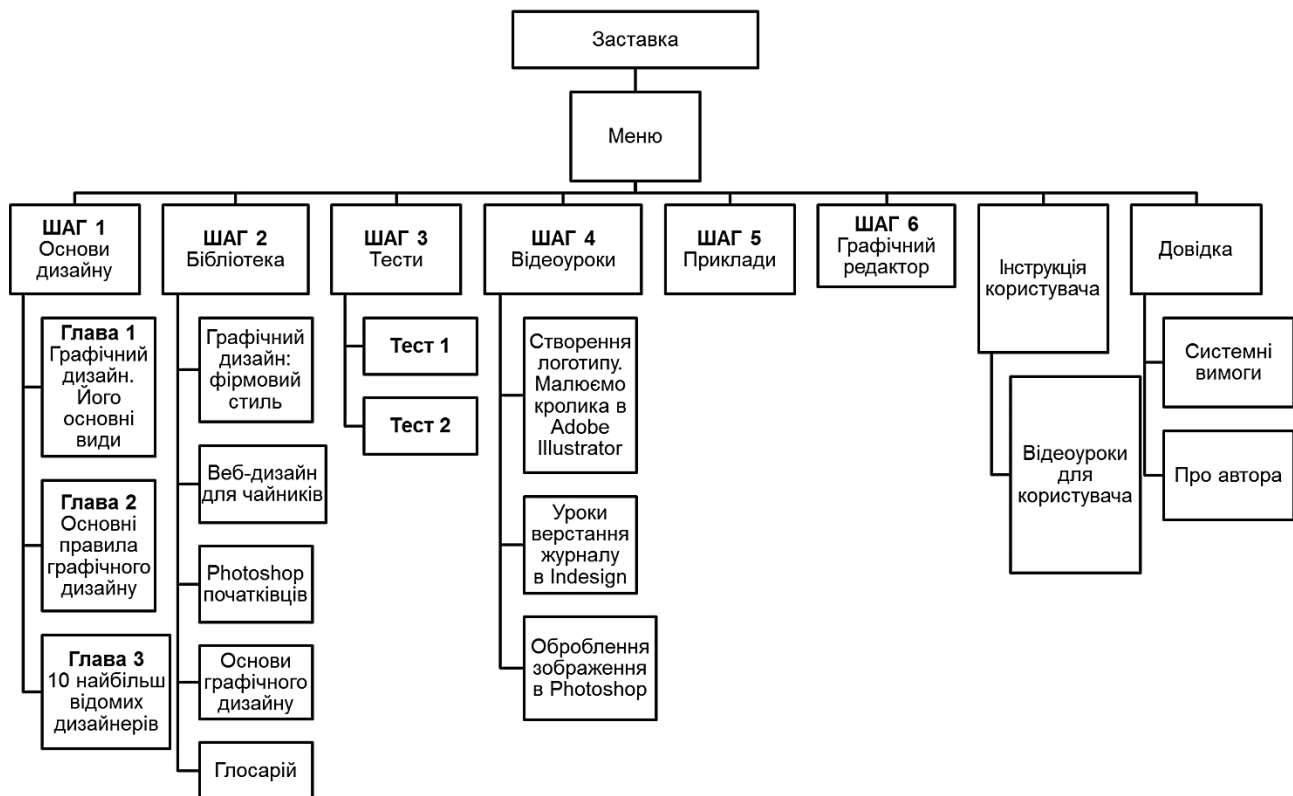 Заставка
Меню
ШАГ 1
Основи
дизайну
ШАГ 2
Бібліотека
ШАГ 3
Тести
ШАГ 4
Відеоуроки
ШАГ 5
Приклади
ШАГ 6
Графічний
редактор
Інструкція
користувача
Довідка
Глава 1
Графічний
дизайн.
Його
основні
види
Глава 2
Основні
правила
графічного
дизайну
Глава 3
10 найбільш
відомих
дизайнерів
Графічний
дизайн:
фірмовий
стиль
Веб-дизайн
для чайників
Photoshop
початківців
Основи
графічного
дизайну
Глосарій
Тест 1
Тест 2
Створення
логотипу.
Малюємо
кролика в
Adobe
Illustrator
Уроки
верстання
журналу
в Indesign
Оброблення
зображення
в Photoshop
Відеоуроки
для
користувача
Системні
вимоги
Про автора